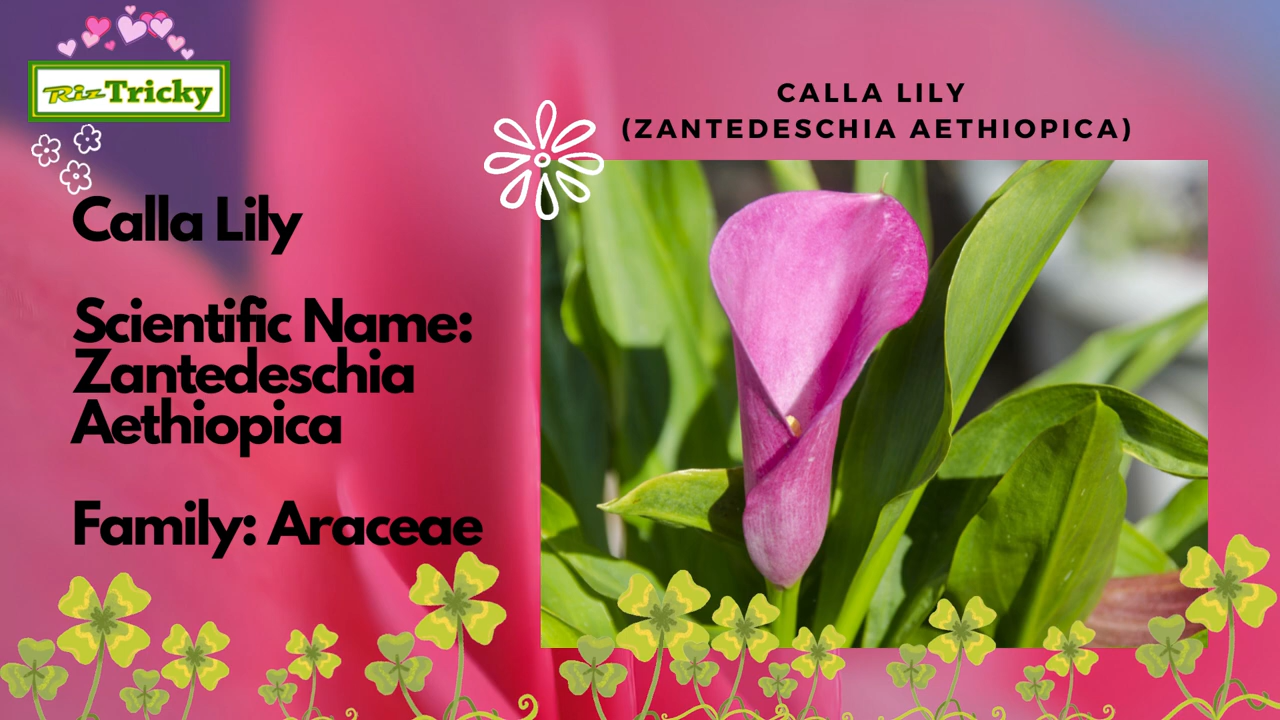 RizTricky
CALLA LILY
(ZANTEDESCHIA AETHIOPICA)
Calla Lily
Scientific Name:
Zantedeschia
Aethiopica
Family: Araceae